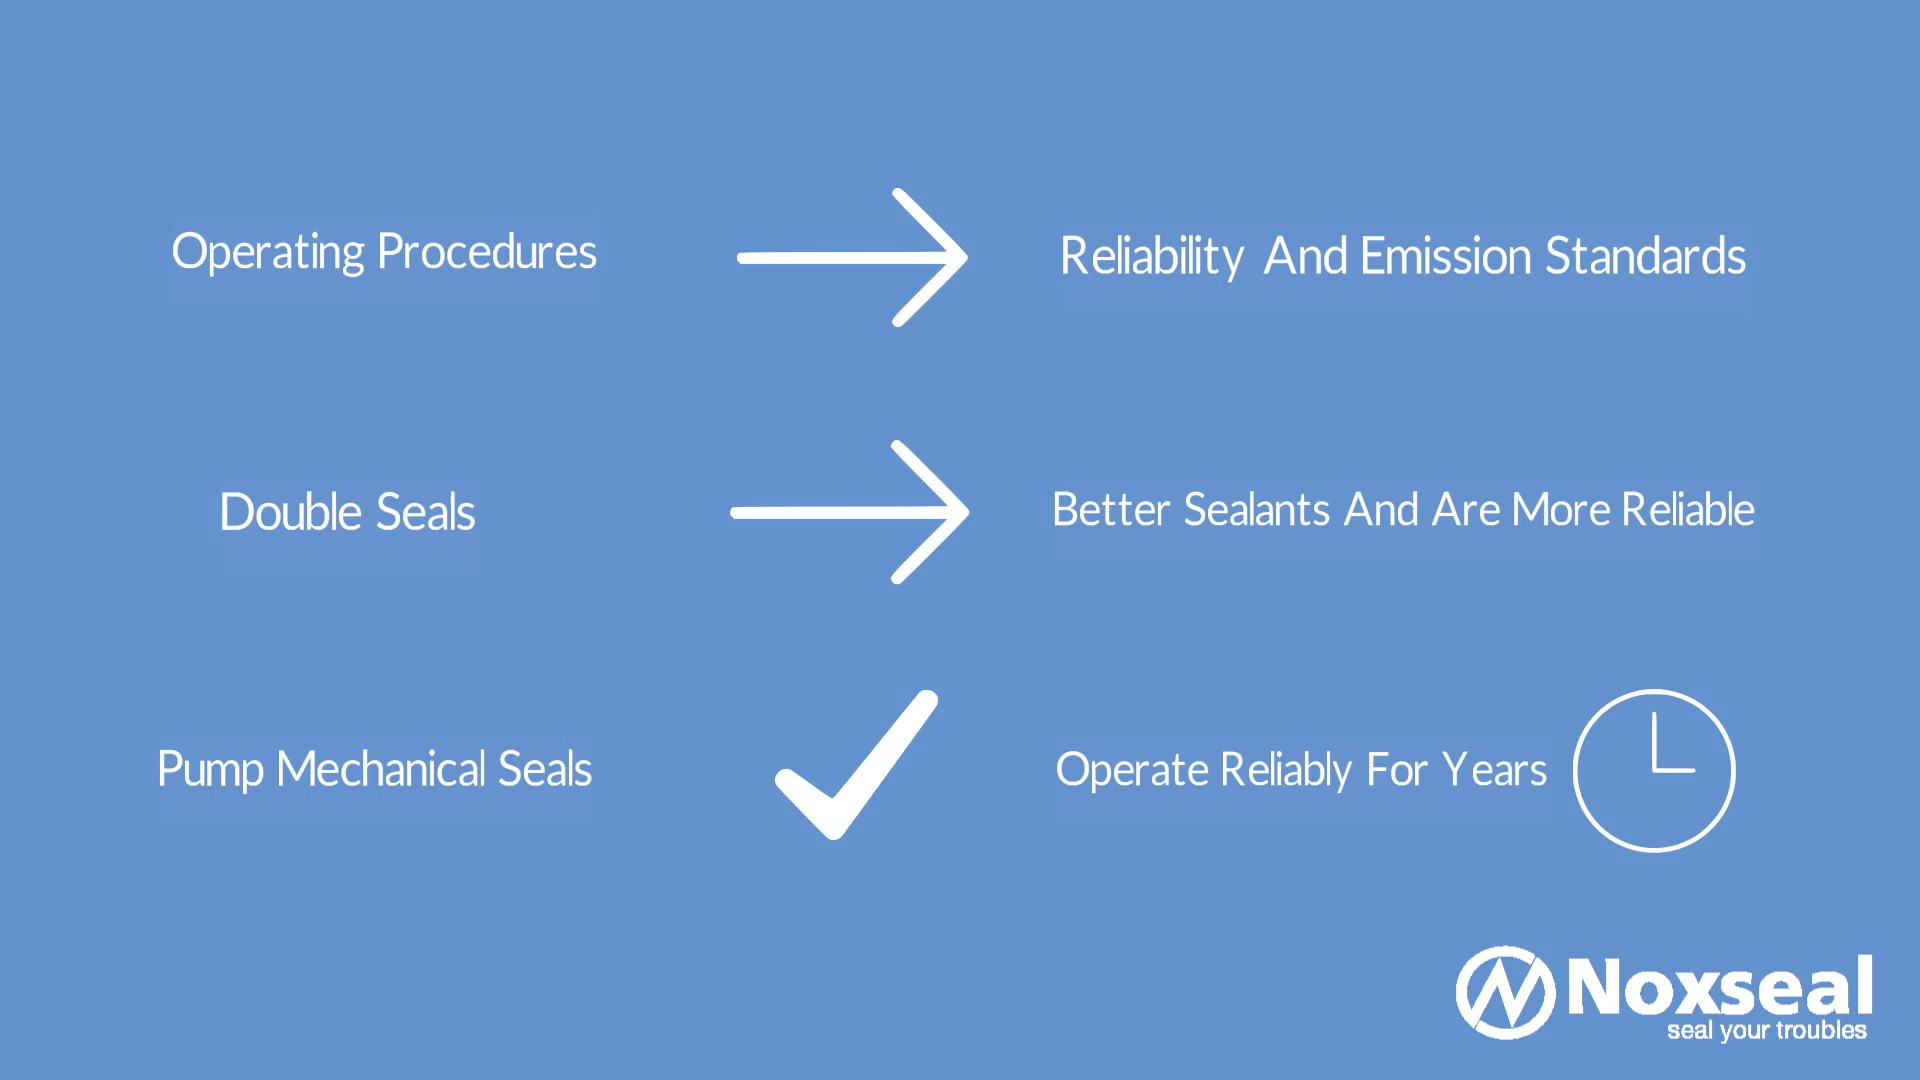 Operating Procedures
Reliability And Emission Standards
Double Seals
Better Sealants And Are More Reliable
Pump Mechanical Seals
Operate Reliably For Years
Noxseal
seal your troubles